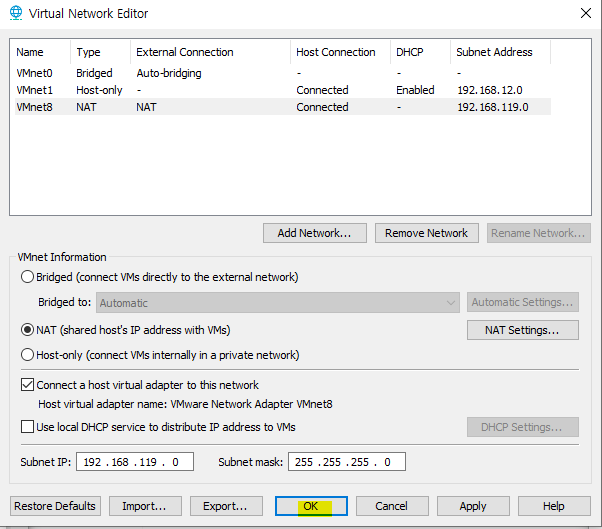 Virtual Network Editor
Name Type External Connection Host Connection DHCP Subnet Address
VMnet0 Bridged Auto-bridging - - -
VMnet1 Host-only - Connected Enabled 192.168.12.0
VMnet8 NAT NAT Connected - 192.168.119.0
Add Network... Remove Network Rename Network...
VMnet Information
Bridged (connect VMs directly to the external network)
Bridged to: Automatic Automatic Settings...
NAT (shared host's IP address with VMs) NAT Settings...
Host-only (connect VMs internally in a private network)
Connect a host virtual adapter to this network
Host virtual adapter name: VMware Network Adapter VMnet8
Use local DHCP service to distribute IP address to VMs DHCP Settings...
Subnet IP: 192 . 168 . 119 . 0 Subnet mask: 255 . 255 . 255 . 0
Restore Defaults Import... Export... OK Cancel Apply Help